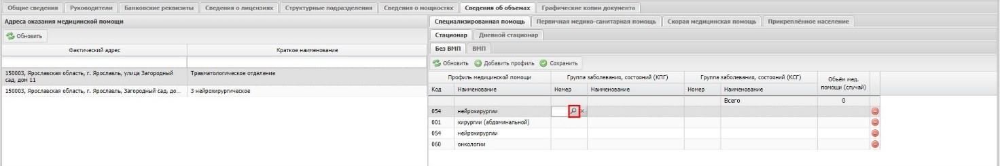 Общие сведения Руководители Банковские реквизиты Сведения о лицензиях Структурные подразделения Сведения о мощностях Сведения об объемах Графические копии документа
Адреса оказания медицинской помощи
Обновить
Фактический адрес Краткое наименование
150003, Ярославская область, г. Ярославль, улица Загородный сад, дом 11 Травматологическое отделение
150003, Ярославская область, г. Ярославль, Загородный сад, до... 3 нейрохирургическое
Специализированная помощь Первичная медико-санитарная помощь Скорая медицинская помощь Прикреплённое население
Стационар Дневной стационар
Без ВМП ВМП
Обновить Добавить профиль Сохранить
Профиль медицинской помощи Группа заболевания, состояний (КПГ) Группа заболевания, состояний (КСГ) Объём мед. помощи (случай)
Код Наименование Номер Наименование Номер Наименование
Всего 0
054 нейрохирургии
001 хирургии (абдоминальной)
054 нейрохирургии
060 онкологии